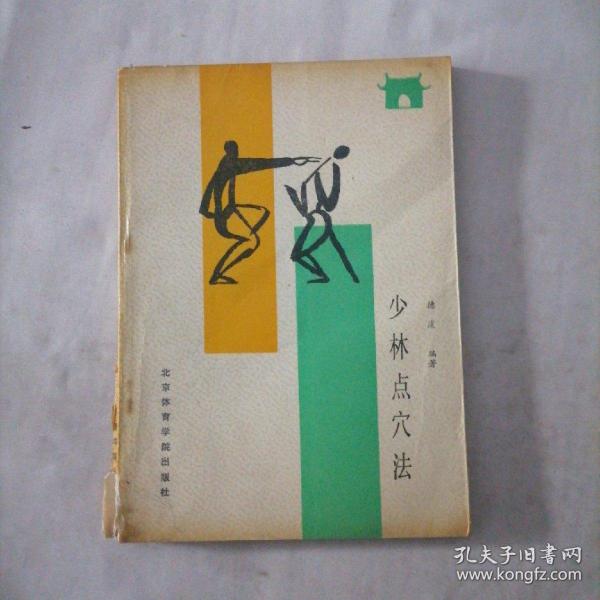 少林点穴法
德虔 编著
北京体育学院出版社
孔夫子旧书网
www.kongfz.com